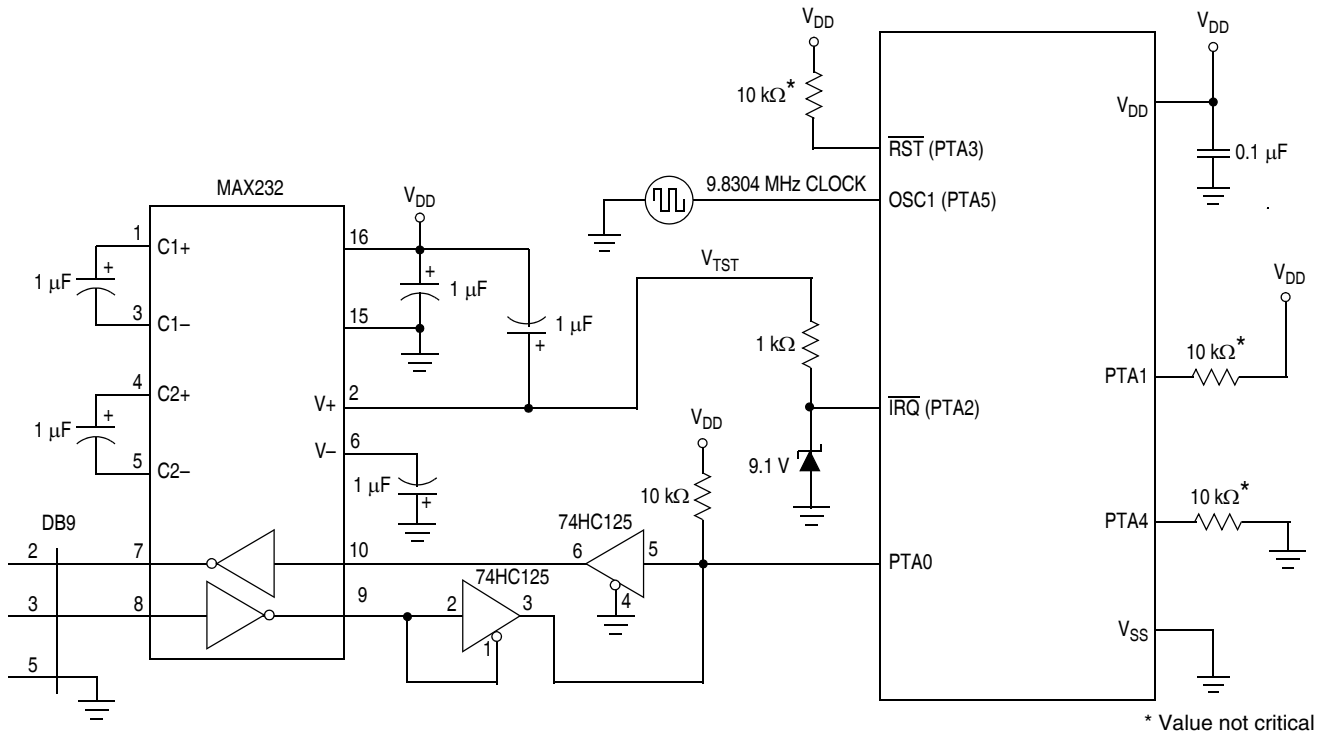 VDD
VDD
10 kΩ*
VDD
0.1 µF
RST (PTA3)
MAX232
9.8304 MHz CLOCK
OSC1 (PTA5)
VDD
1
C1+
16
1 µF
+
+
1 µF
VTST
VDD
3
C1–
15
1 µF
+
1 kΩ
10 kΩ*
PTA1
4
C2+
V+
2
IRQ (PTA2)
1 µF
+
VDD
V–
6
5
C2–
1 µF
+
9.1 V
10 kΩ
10 kΩ*
PTA4
DB9
74HC125
2
7
10
6
5
4
PTA0
74HC125
3
8
9
2
3
1
VSS
5
* Value not critical